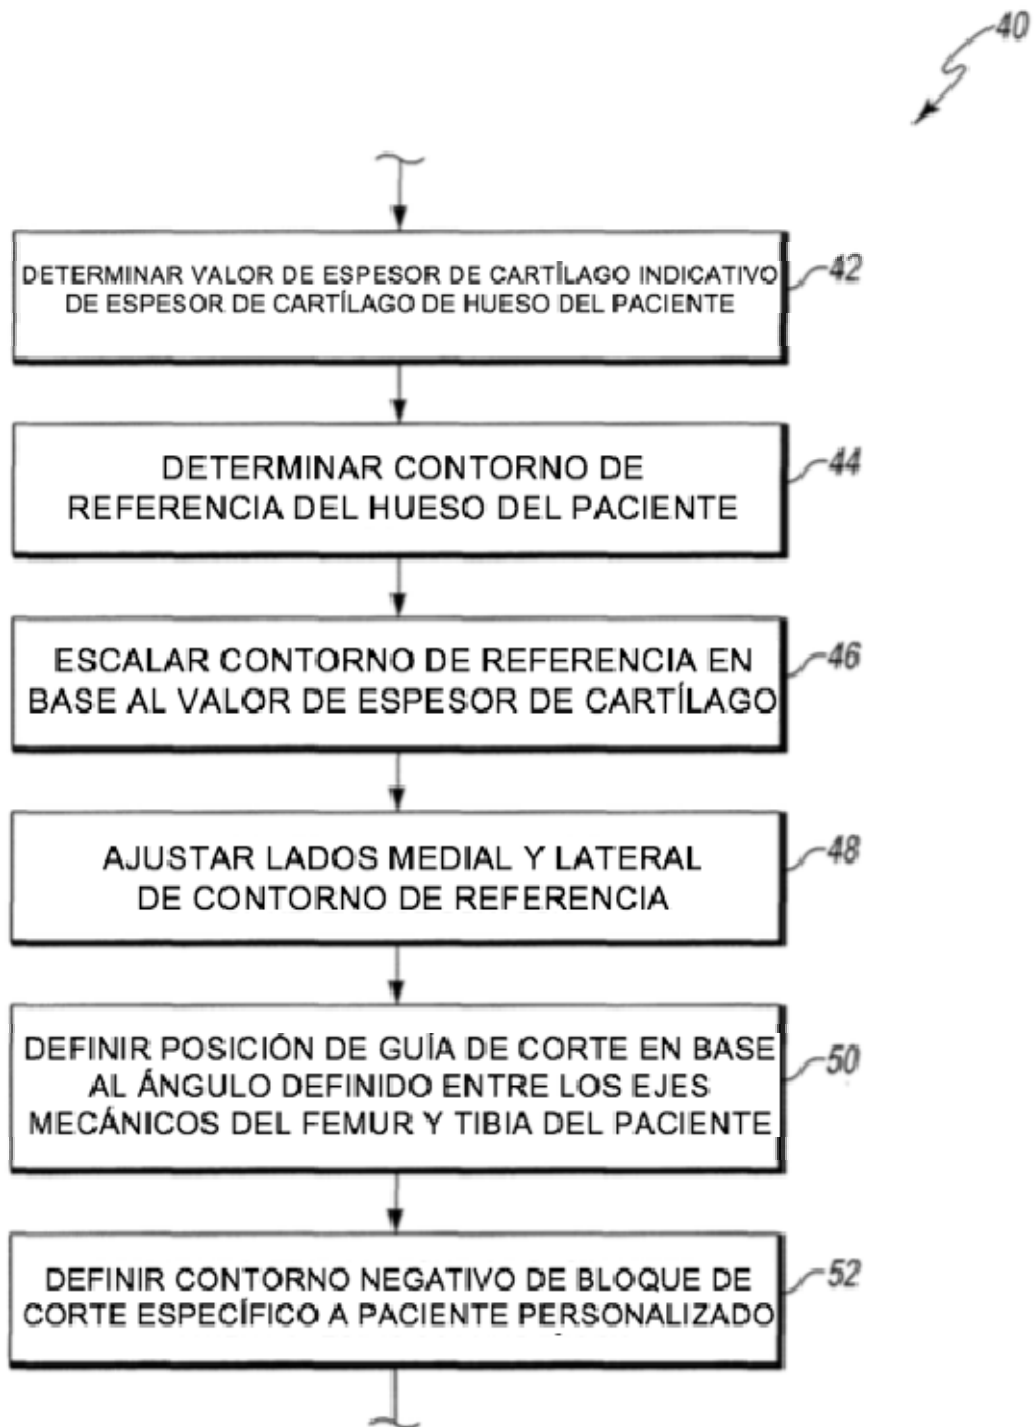 40
DETERMINAR VALOR DE ESPESOR DE CARTÍLAGO INDICATIVO
DE ESPESOR DE CARTÍLAGO DE HUESO DEL PACIENTE
42
DETERMINAR CONTORNO DE
REFERENCIA DEL HUESO DEL PACIENTE
44
ESCALAR CONTORNO DE REFERENCIA EN
BASE AL VALOR DE ESPESOR DE CARTÍLAGO
46
AJUSTAR LADOS MEDIAL Y LATERAL
DE CONTORNO DE REFERENCIA
48
DEFINIR POSICIÓN DE GUÍA DE CORTE EN BASE
AL ÁNGULO DEFINIDO ENTRE LOS EJES
MECÁNICOS DEL FEMUR Y TIBIA DEL PACIENTE
50
DEFINIR CONTORNO NEGATIVO DE BLOQUE DE
CORTE ESPECÍFICO A PACIENTE PERSONALIZADO
52